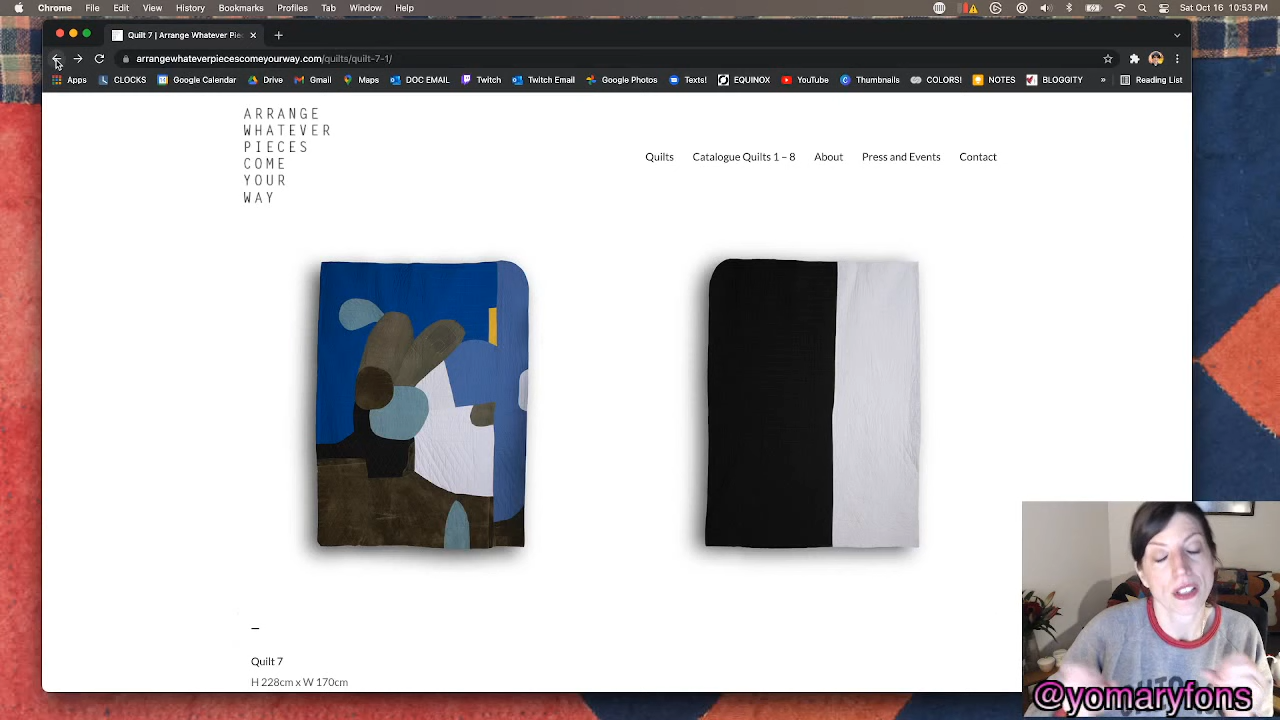 Chrome File Edit View History Bookmarks Profiles Tab Window Help
Sat Oct 16 10:53 PM
Quilt 7 | Arrange Whatever Piec
arrangewhateverpiecescomeyourway.com/quilts/quilt-7-1/
Apps CLOCKS Google Calendar Drive Gmail Maps DOC EMAIL Twitch Twitch Email Google Photos Texts! EQUINOX YouTube Thumbnails COLORS! NOTES BLOGGITY » Reading List
ARRANGE
WHATEVER
PIECES
COME
YOUR
WAY
Quilts Catalogue Quilts 1 – 8 About Press and Events Contact
–
Quilt 7
H 228cm x W 170cm
@yomaryfons